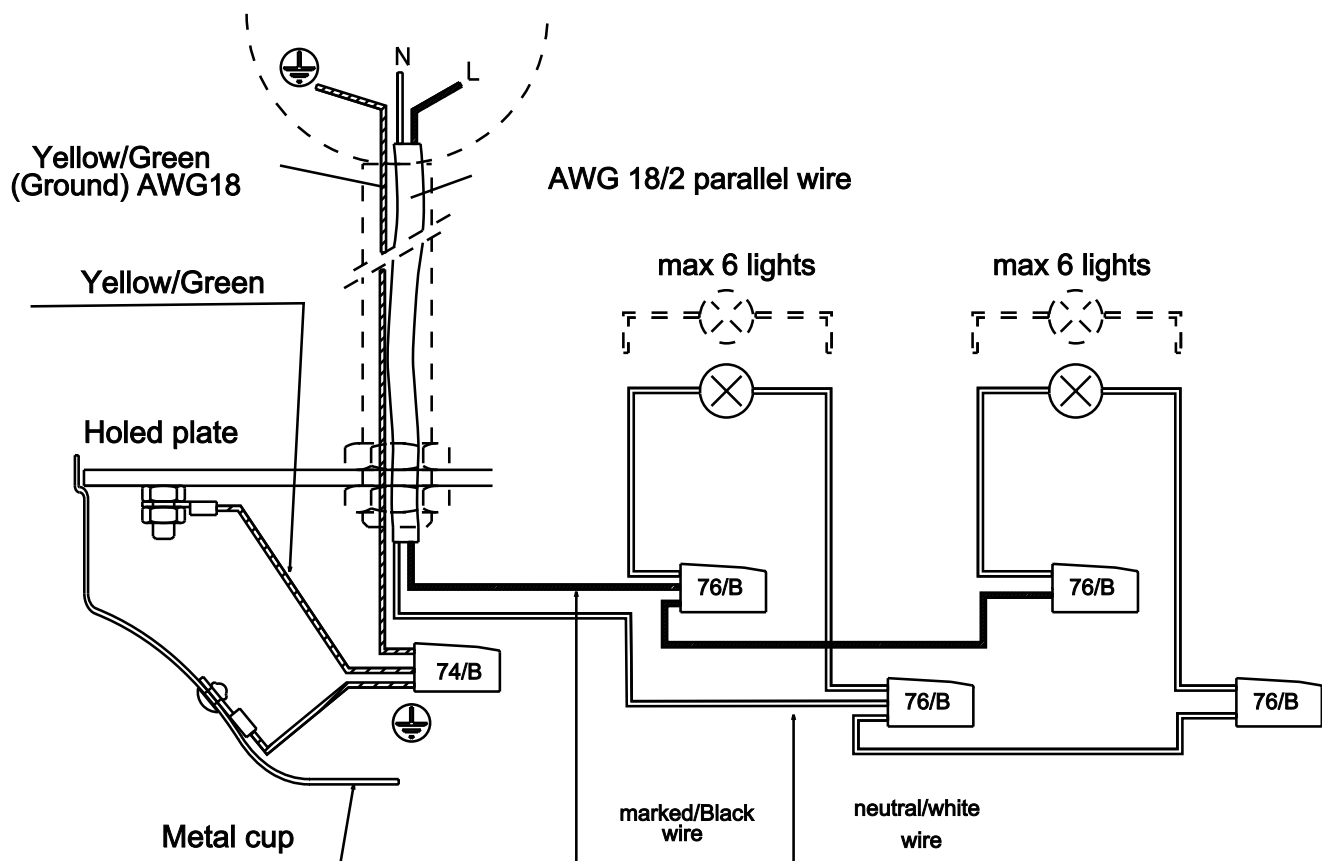 N
L
Yellow/Green
(Ground) AWG18
AWG 18/2 parallel wire
Yellow/Green
max 6 lights
max 6 lights
Holed plate
76/B
76/B
74/B
76/B
76/B
marked/Black
wire
neutral/white
wire
Metal cup